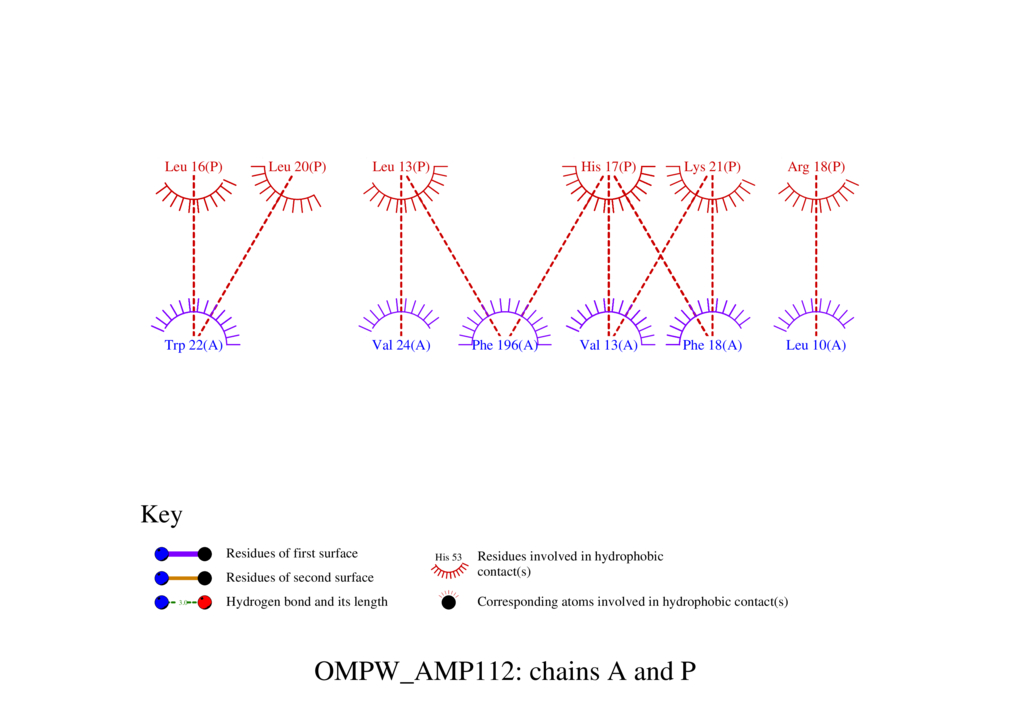 Leu 16(P) Leu 20(P) Leu 13(P) His 17(P) Lys 21(P) Arg 18(P)
Trp 22(A) Val 24(A) Phe 196(A) Val 13(A) Phe 18(A) Leu 10(A)
Key
Residues of first surface
Residues of second surface
3.0
Hydrogen bond and its length
His 53
Residues involved in hydrophobic
contact(s)
Corresponding atoms involved in hydrophobic contact(s)
OMPW_AMP112: chains A and P